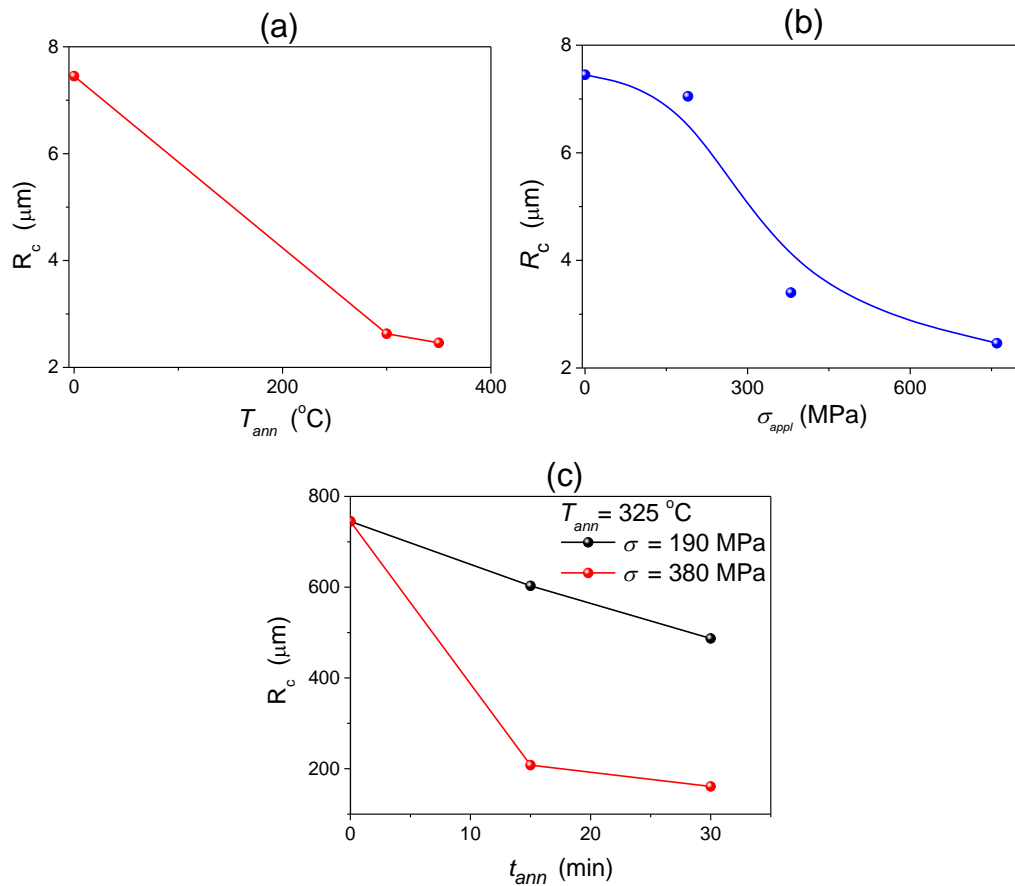 (a)
8
6
4
2
R_c (μm)
0
200
400
T_ann (°C)
(b)
8
6
4
2
R_c (μm)
0
300
600
σ_appl (MPa)
(c)
800
600
400
200
R_c (μm)
T_ann = 325 °C
σ = 190 MPa
σ = 380 MPa
0
10
20
30
t_ann (min)